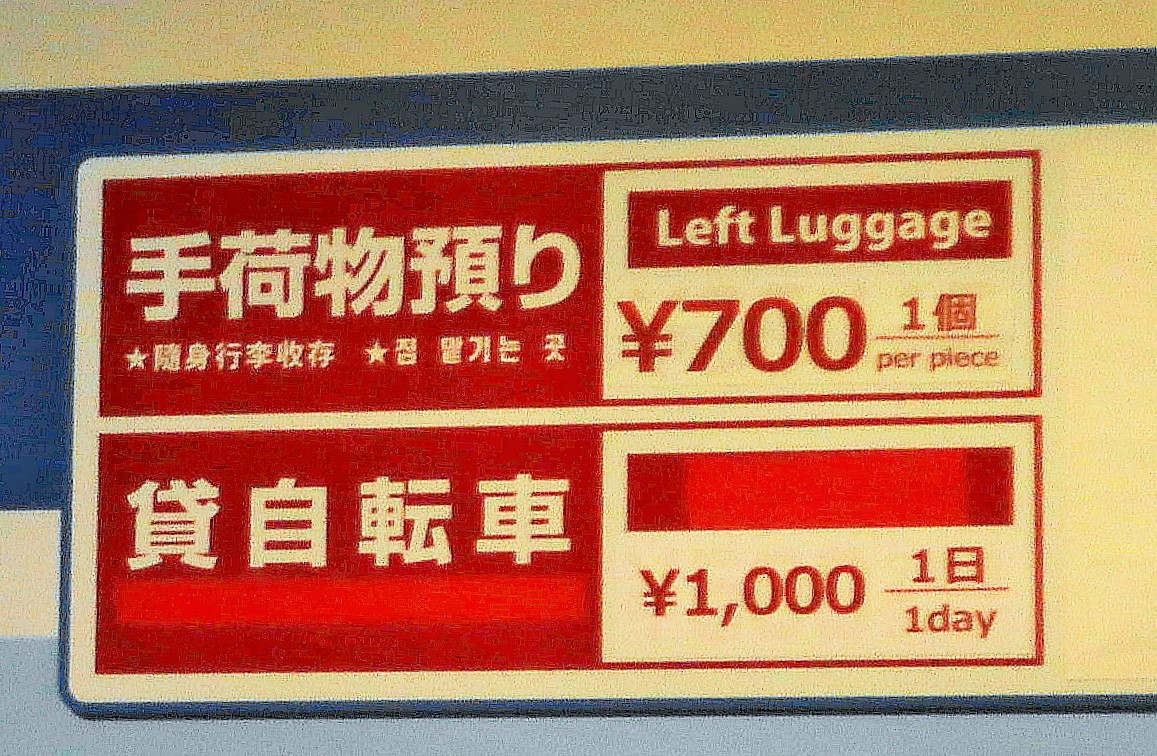 手荷物預り
★隨身行李收存 ★짐 맡기는 곳
Left Luggage
¥700
1個
per piece
貸自転車
¥1,000
1日
1day